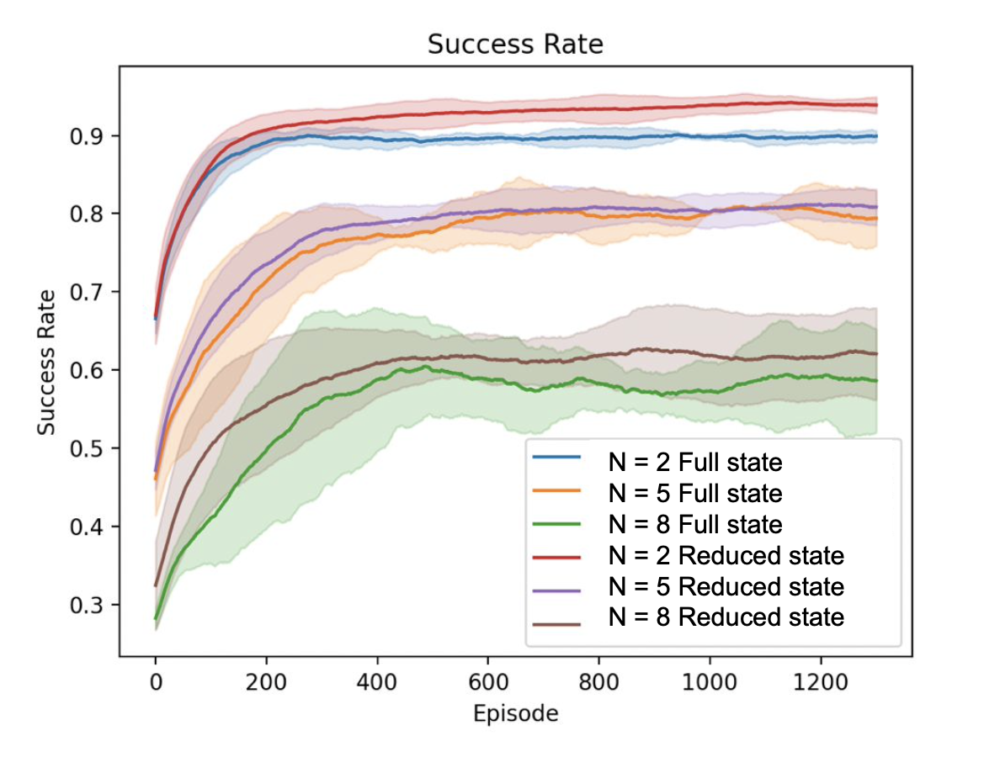 Success Rate
0.9
0.8
0.7
0.6
0.5
0.4
0.3
Success Rate
N = 2 Full state
N = 5 Full state
N = 8 Full state
N = 2 Reduced state
N = 5 Reduced state
N = 8 Reduced state
0 200 400 600 800 1000 1200
Episode